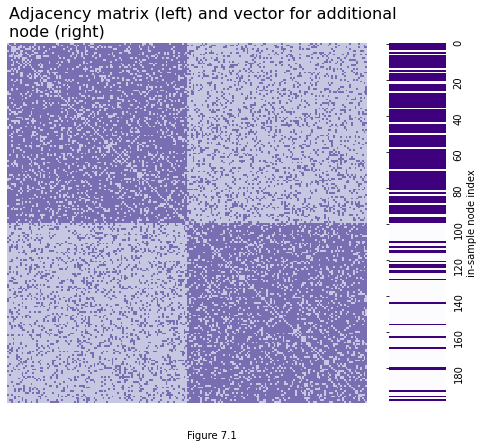 Adjacency matrix (left) and vector for additional
node (right)
0
20
40
60
80
100
120
140
160
180
in-sample node index
Figure 7.1